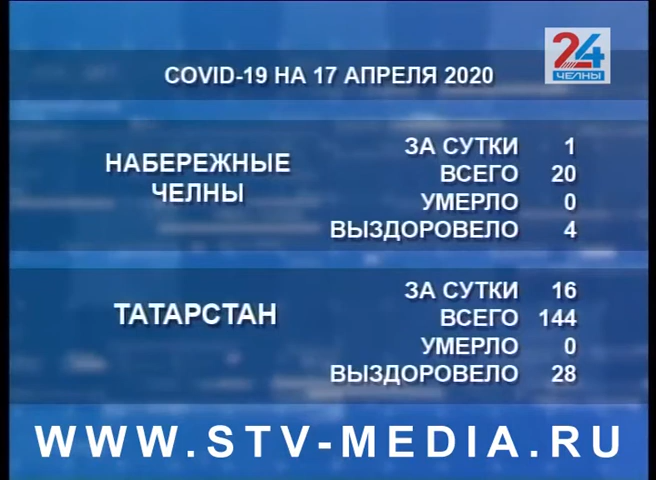 COVID-19 НА 17 АПРЕЛЯ 2020
24
ЧЕЛНЫ
НАБЕРЕЖНЫЕ
ЧЕЛНЫ
ЗА СУТКИ 1
ВСЕГО 20
УМЕРЛО 0
ВЫЗДОРОВЕЛО 4
ТАТАРСТАН
ЗА СУТКИ 16
ВСЕГО 144
УМЕРЛО 0
ВЫЗДОРОВЕЛО 28
WWW.STV-MEDIA.RU